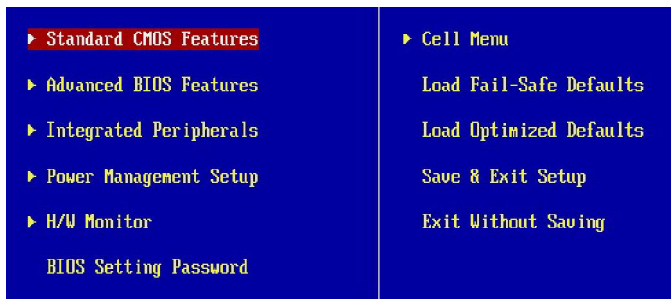 Standard CMOS Features
Advanced BIOS Features
Integrated Peripherals
Power Management Setup
H/W Monitor
BIOS Setting Password
Cell Menu
Load Fail-Safe Defaults
Load Optimized Defaults
Save & Exit Setup
Exit Without Saving